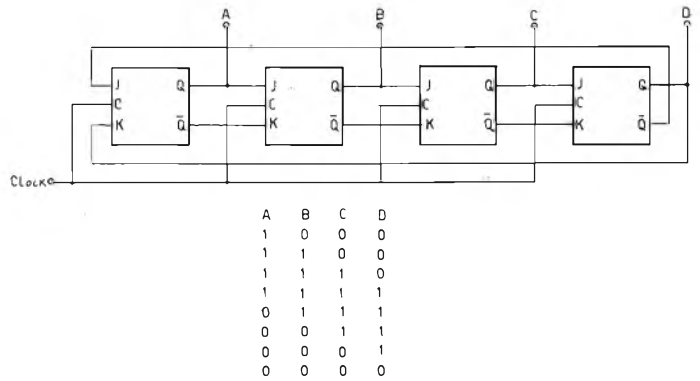 A B C D
J Q J Q J Q J Q
C C C C
K Q̅ K Q̅ K Q̅ K Q̅
Clock
A B C D
1 0 0 0
1 1 0 0
1 1 1 0
1 1 1 1
0 1 1 1
0 0 1 1
0 0 0 1
0 0 0 0